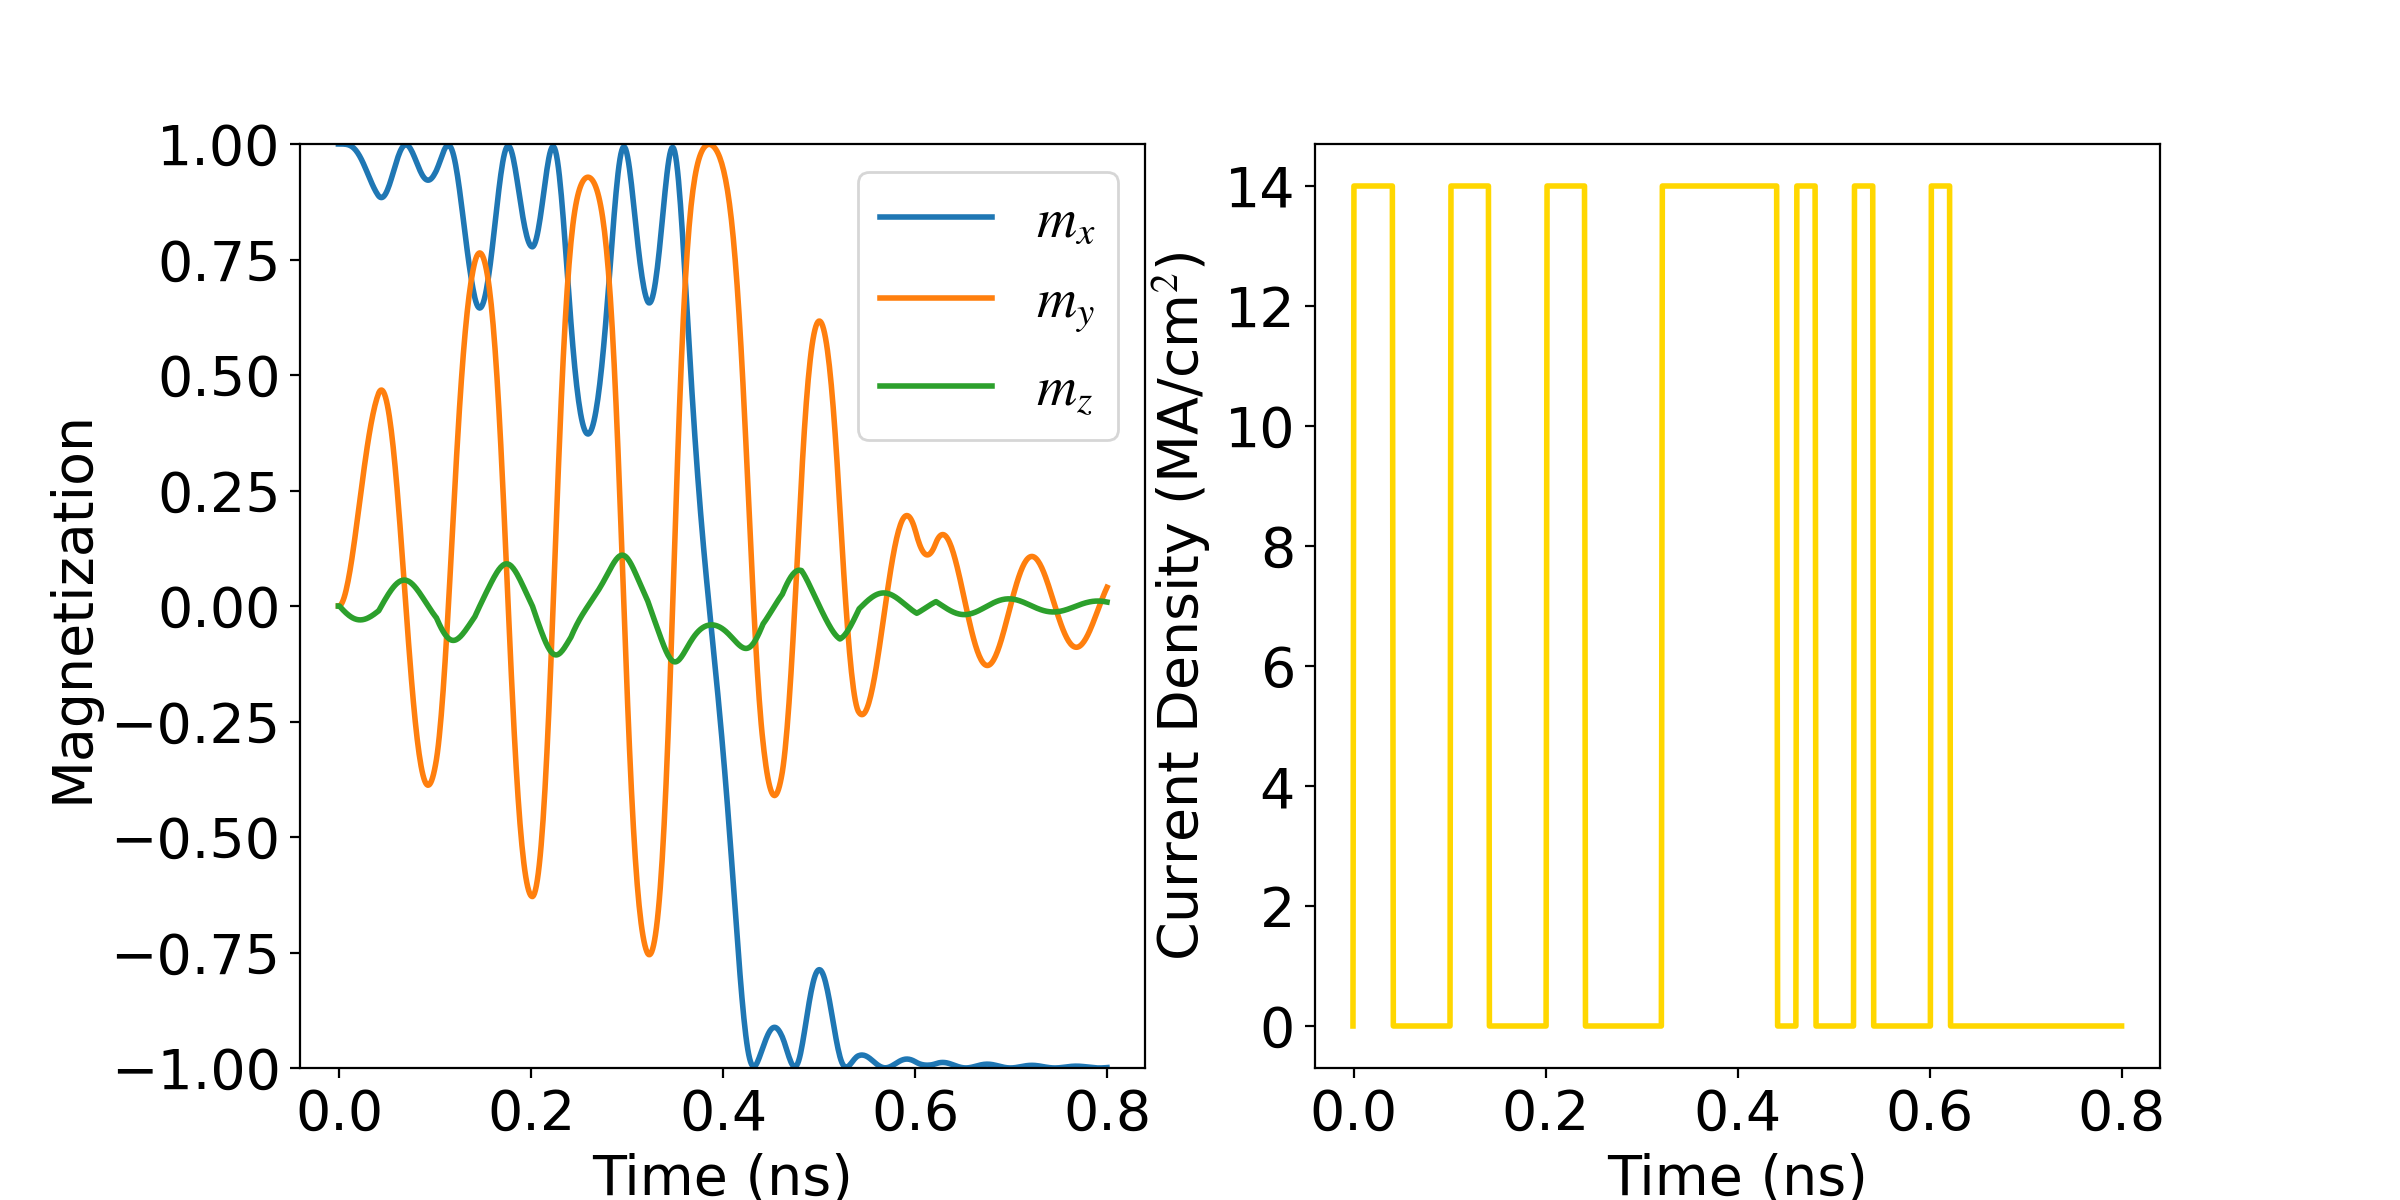 Magnetization
1.00
0.75
0.50
0.25
0.00
−0.25
−0.50
−0.75
−1.00
0.0 0.2 0.4 0.6 0.8
Time (ns)
mₓ
m_y
m_z
Current Density (MA/cm²)
14
12
10
8
6
4
2
0
0.0 0.2 0.4 0.6 0.8
Time (ns)